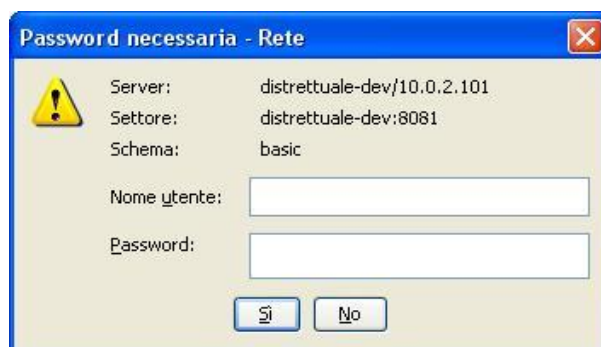 Password necessaria - Rete
Server: distrettuale-dev/10.0.2.101
Settore: distrettuale-dev:8081
Schema: basic
Nome utente:
Password:
Sì No